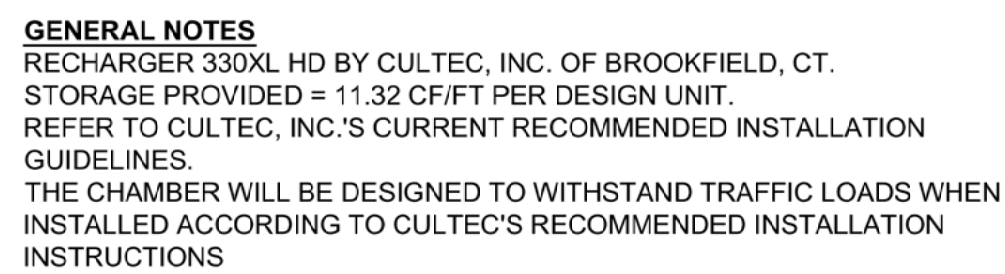 GENERAL NOTES
RECHARGER 330XL HD BY CULTEC, INC. OF BROOKFIELD, CT.
STORAGE PROVIDED = 11.32 CF/FT PER DESIGN UNIT.
REFER TO CULTEC, INC.'S CURRENT RECOMMENDED INSTALLATION
GUIDELINES.
THE CHAMBER WILL BE DESIGNED TO WITHSTAND TRAFFIC LOADS WHEN
INSTALLED ACCORDING TO CULTEC'S RECOMMENDED INSTALLATION
INSTRUCTIONS